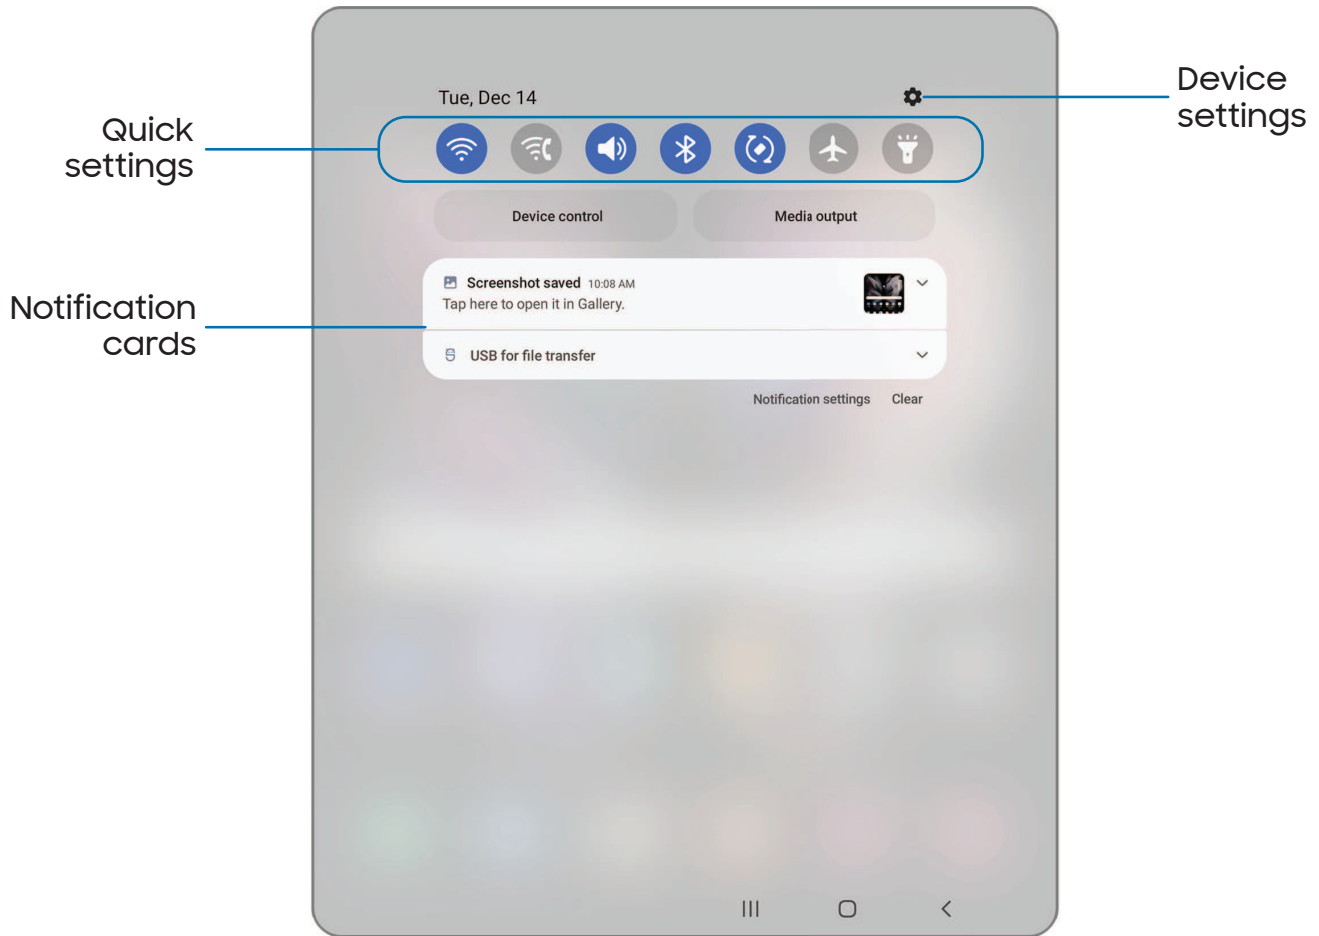 Device
settings
Tue, Dec 14
Quick
settings
Device control
Media output
Screenshot saved 10:08 AM
Tap here to open it in Gallery.
Notification
cards
USB for file transfer
Notification settings
Clear